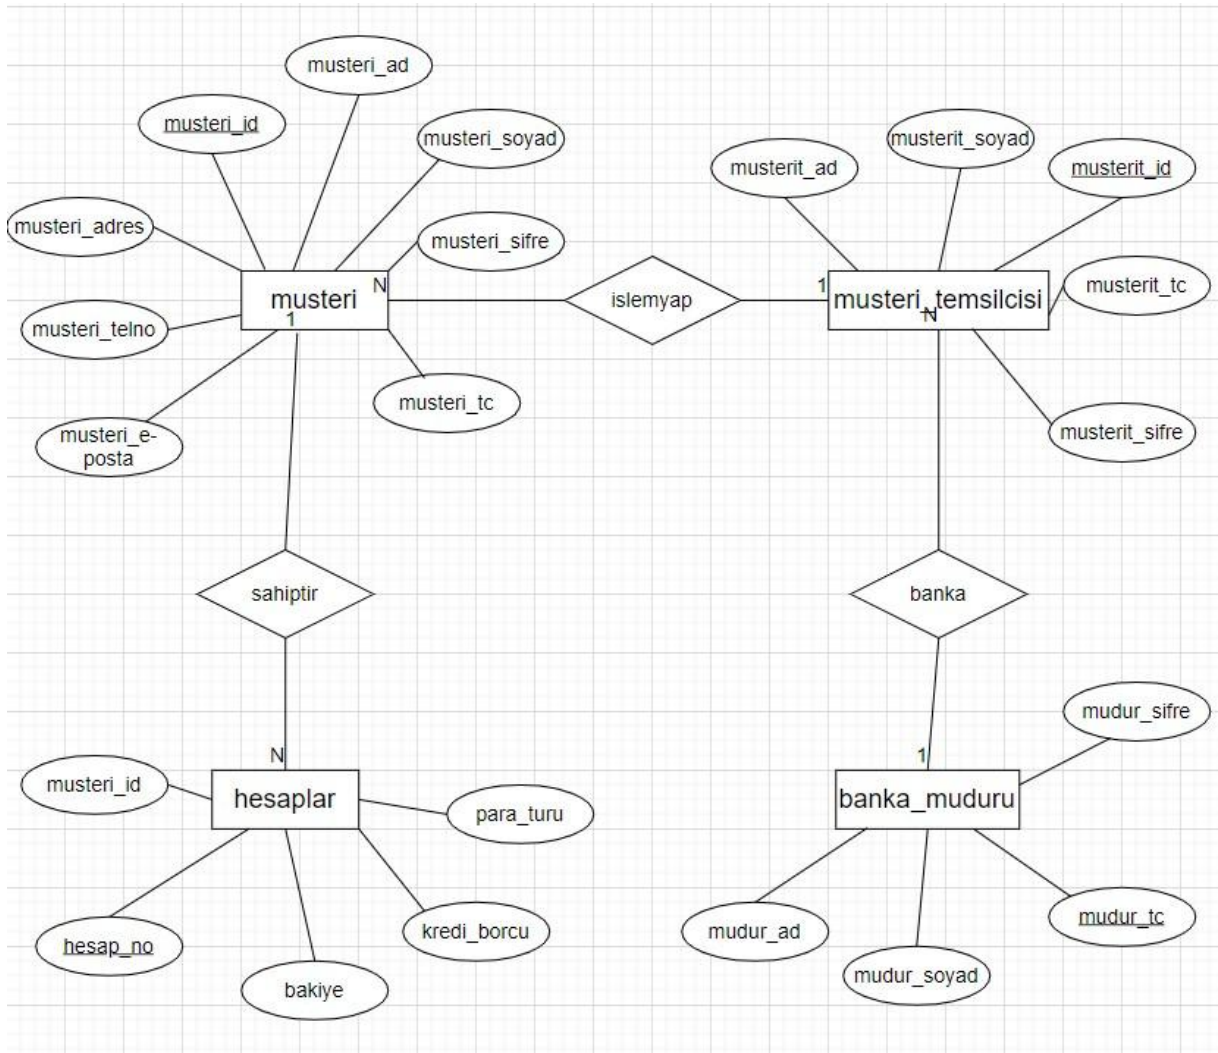 musteri_ad
musteri_id
musteri_soyad
musterit_soyad
musterit_ad
musterit_id
musteri_adres
musteri_sifre
N
musteri
1
islemyap
1
musteri_temsilcisi
N
musterit_tc
musteri_telno
musteri_tc
musteri_e-
posta
musterit_sifre
sahiptir
banka
mudur_sifre
N
1
musteri_id
hesaplar
para_turu
banka_muduru
hesap_no
kredi_borcu
bakiye
mudur_ad
mudur_soyad
mudur_tc